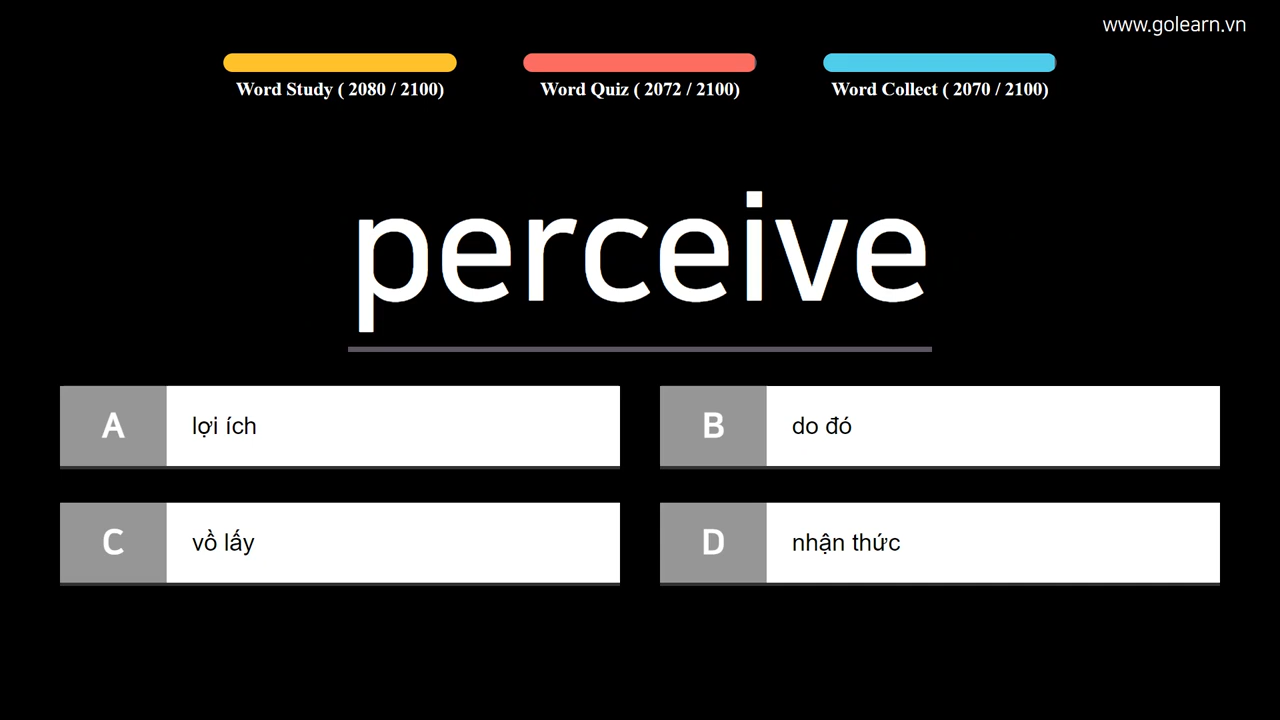 www.golearn.vn
Word Study ( 2080 / 2100)
Word Quiz ( 2072 / 2100)
Word Collect ( 2070 / 2100)
perceive
A lợi ích
B do đó
C vồ lấy
D nhận thức